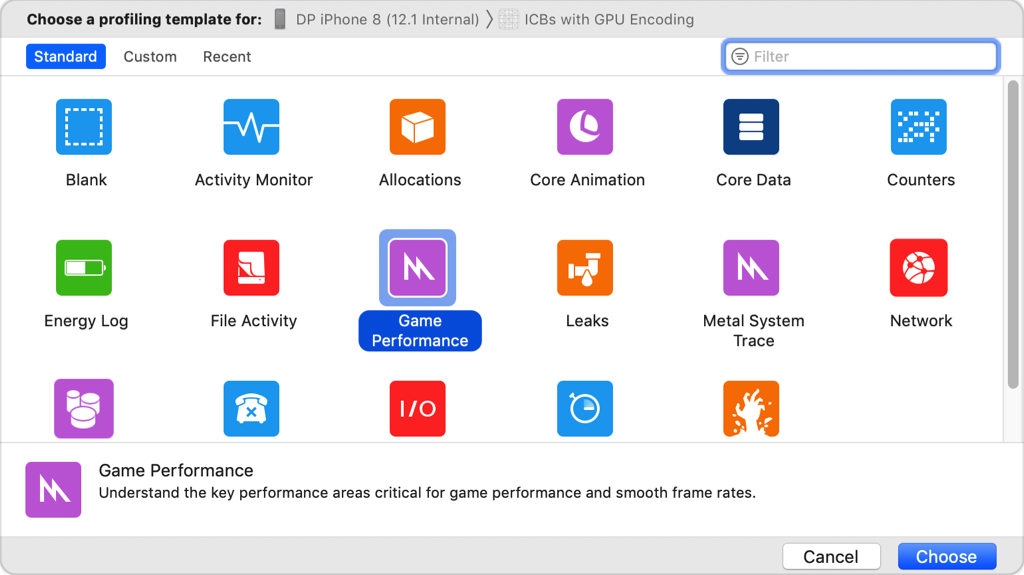 Choose a profiling template for: DP iPhone 8 (12.1 Internal) 〉 ICBs with GPU Encoding
Standard Custom Recent Filter
Blank Activity Monitor Allocations Core Animation Core Data Counters
Energy Log File Activity Game Performance Leaks Metal System Trace Network
I/O
Game Performance
Understand the key performance areas critical for game performance and smooth frame rates.
Cancel Choose